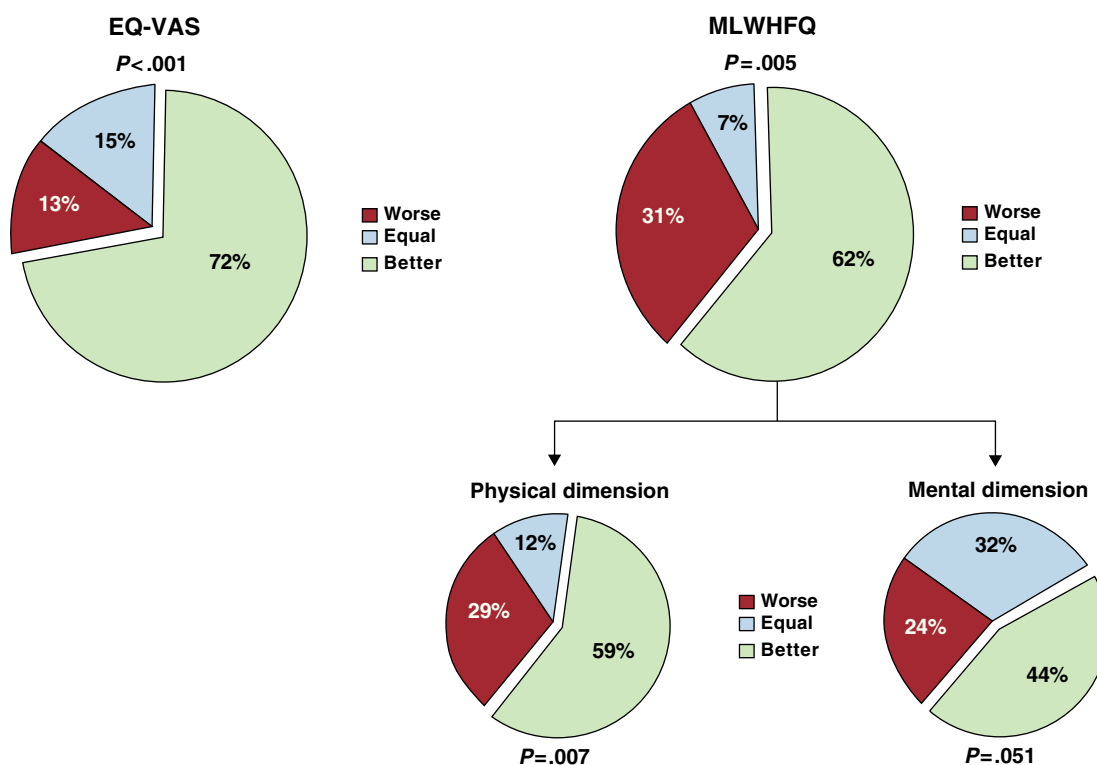 EQ-VAS
P<.001
15%
13%
72%
Worse
Equal
Better
MLWHFQ
P=.005
7%
31%
62%
Worse
Equal
Better
Physical dimension
12%
29%
59%
P=.007
Worse
Equal
Better
Mental dimension
32%
24%
44%
P=.051